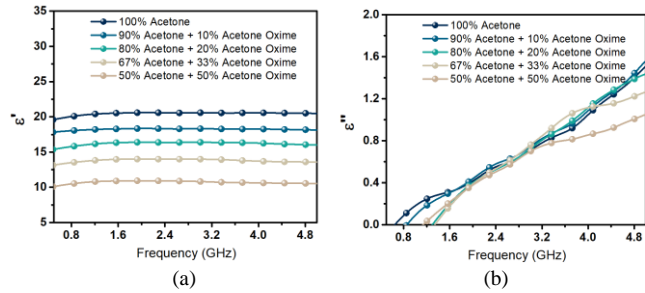 35
30
25
20
15
10
5
ε'
100% Acetone
90% Acetone + 10% Acetone Oxime
80% Acetone + 20% Acetone Oxime
67% Acetone + 33% Acetone Oxime
50% Acetone + 50% Acetone Oxime
0.8 1.6 2.4 3.2 4.0 4.8
Frequency (GHz)
(a)
2.0
1.6
1.2
0.8
0.4
0.0
ε"
100% Acetone
90% Acetone + 10% Acetone Oxime
80% Acetone + 20% Acetone Oxime
67% Acetone + 33% Acetone Oxime
50% Acetone + 50% Acetone Oxime
0.8 1.6 2.4 3.2 4.0 4.8
Frequency (GHz)
(b)